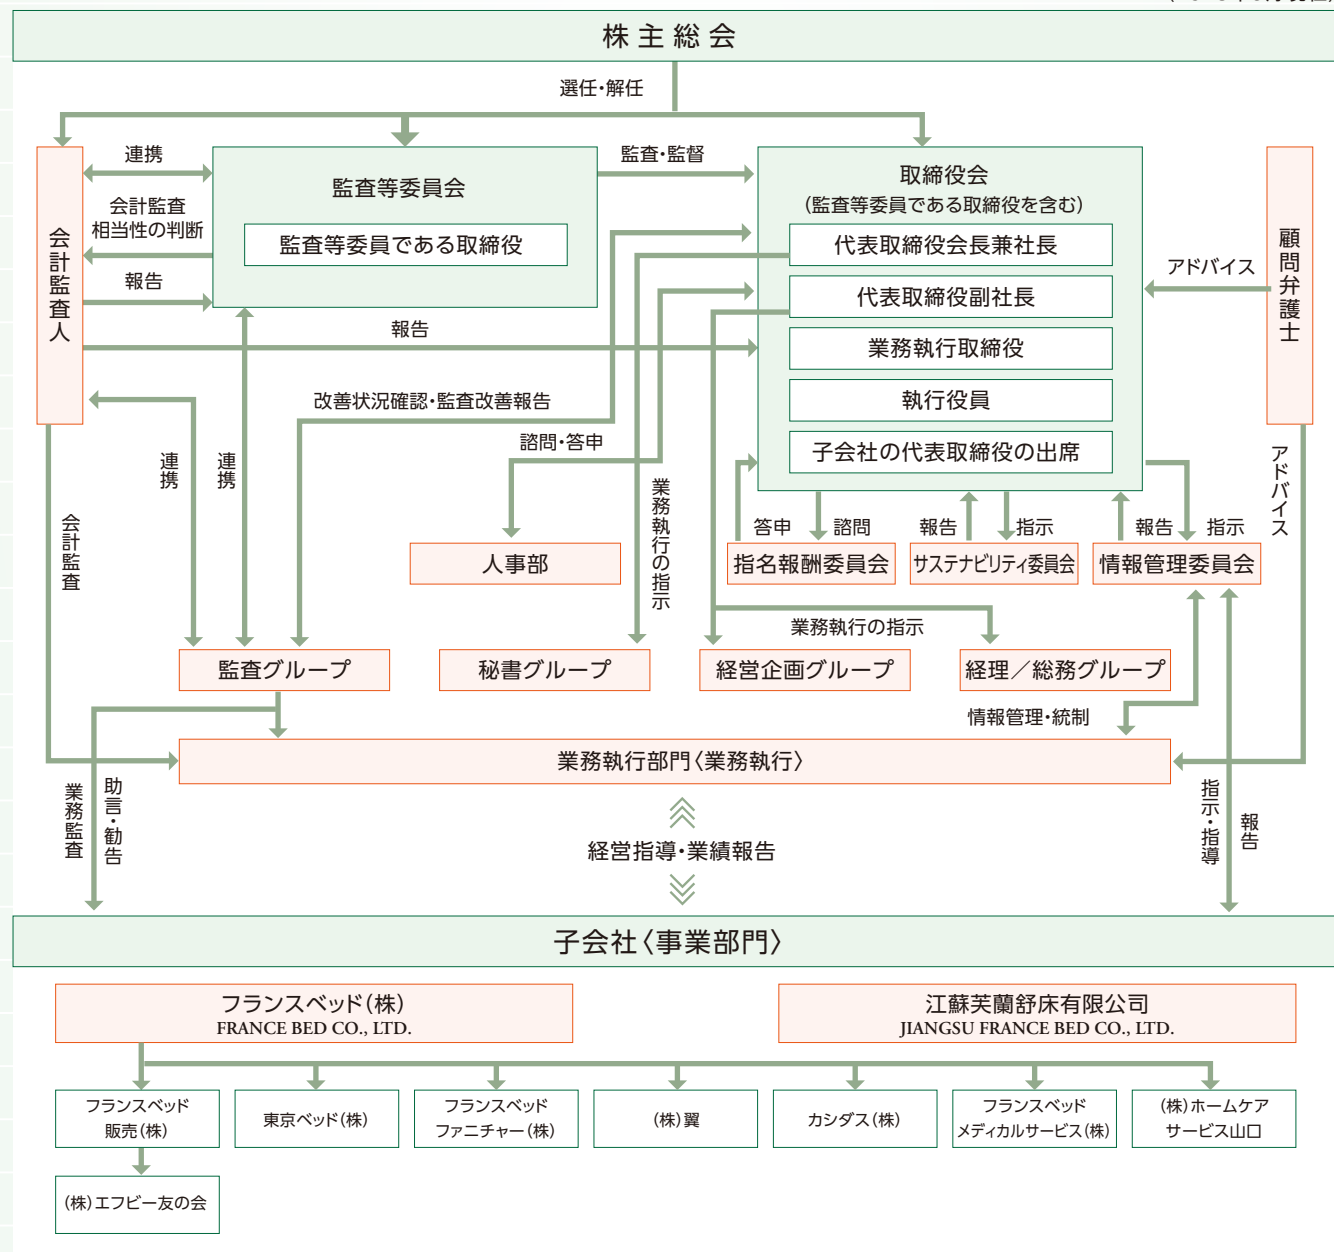 株主総会
選任・解任
連携
監査・監督
会計監査
相当性の判断
報告
会計監査人
監査等委員会
監査等委員である取締役
取締役会
(監査等委員である取締役を含む)
代表取締役会長兼社長
代表取締役副社長
業務執行取締役
執行役員
子会社の代表取締役の出席
アドバイス
顧問弁護士
報告
改善状況確認・監査改善報告
諮問・答申
連携
連携
会計監査
業務執行の指示
答申
諮問
報告
指示
報告
指示
アドバイス
人事部
指名報酬委員会
サステナビリティ委員会
情報管理委員会
業務執行の指示
監査グループ
秘書グループ
経営企画グループ
経理／総務グループ
情報管理・統制
業務執行部門〈業務執行〉
業務監査
助言・勧告
経営指導・業績報告
指示・指導
報告
子会社〈事業部門〉
フランスベッド(株)
FRANCE BED CO., LTD.
江蘇芙蘭舒床有限公司
JIANGSU FRANCE BED CO., LTD.
フランスベッド
販売(株)
東京ベッド(株)
フランスベッド
ファニチャー(株)
(株)翼
カシダス(株)
フランスベッド
メディカルサービス(株)
(株)ホームケア
サービス山口
(株)エフビー友の会